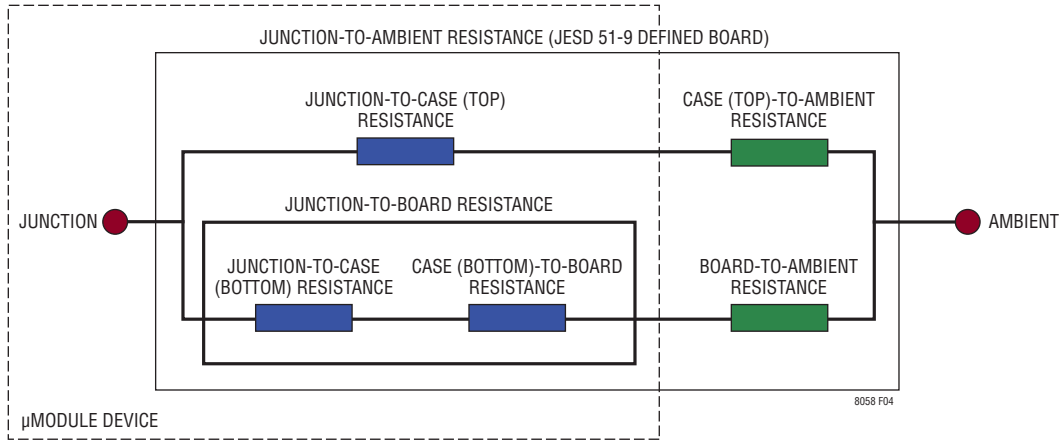 JUNCTION-TO-AMBIENT RESISTANCE (JESD 51-9 DEFINED BOARD)
JUNCTION-TO-CASE (TOP)
RESISTANCE
CASE (TOP)-TO-AMBIENT
RESISTANCE
JUNCTION
JUNCTION-TO-BOARD RESISTANCE
AMBIENT
JUNCTION-TO-CASE
(BOTTOM) RESISTANCE
CASE (BOTTOM)-TO-BOARD
RESISTANCE
BOARD-TO-AMBIENT
RESISTANCE
8058 F04
µMODULE DEVICE